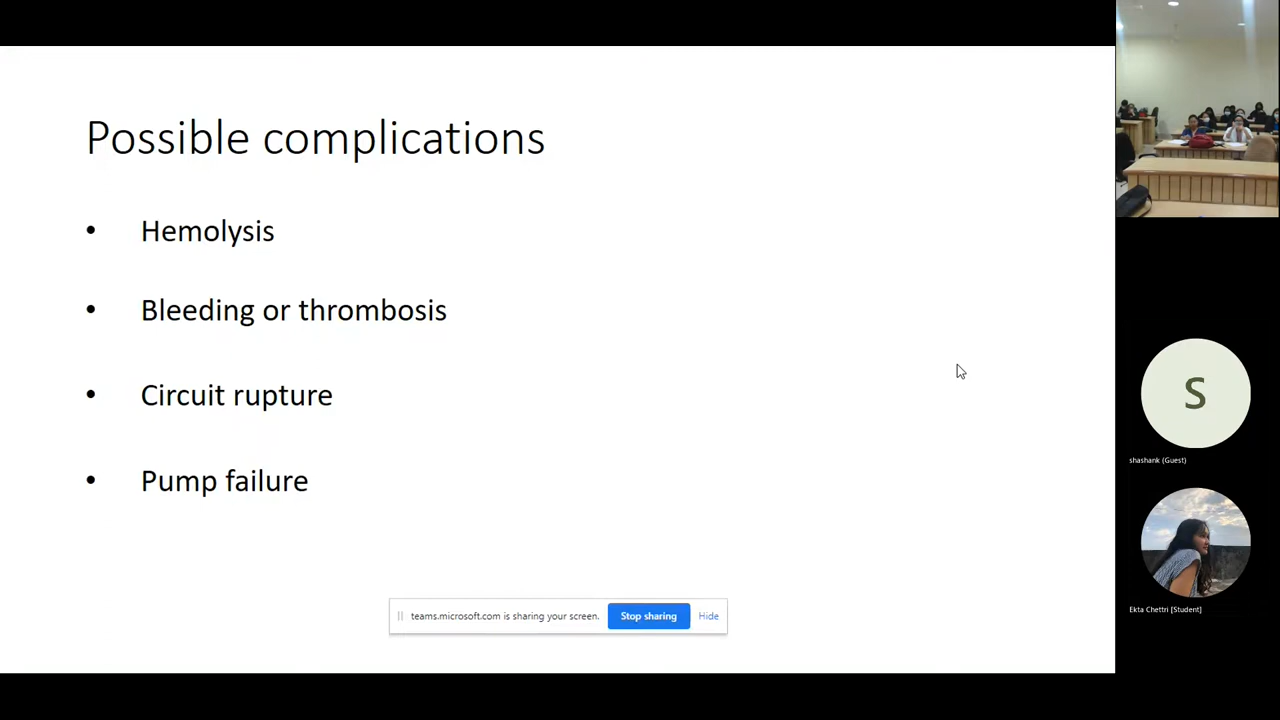 Possible complications
• Hemolysis
• Bleeding or thrombosis
• Circuit rupture
• Pump failure
teams.microsoft.com is sharing your screen. Stop sharing Hide
S
shashank (Guest)
Ekta Chettri [Student]